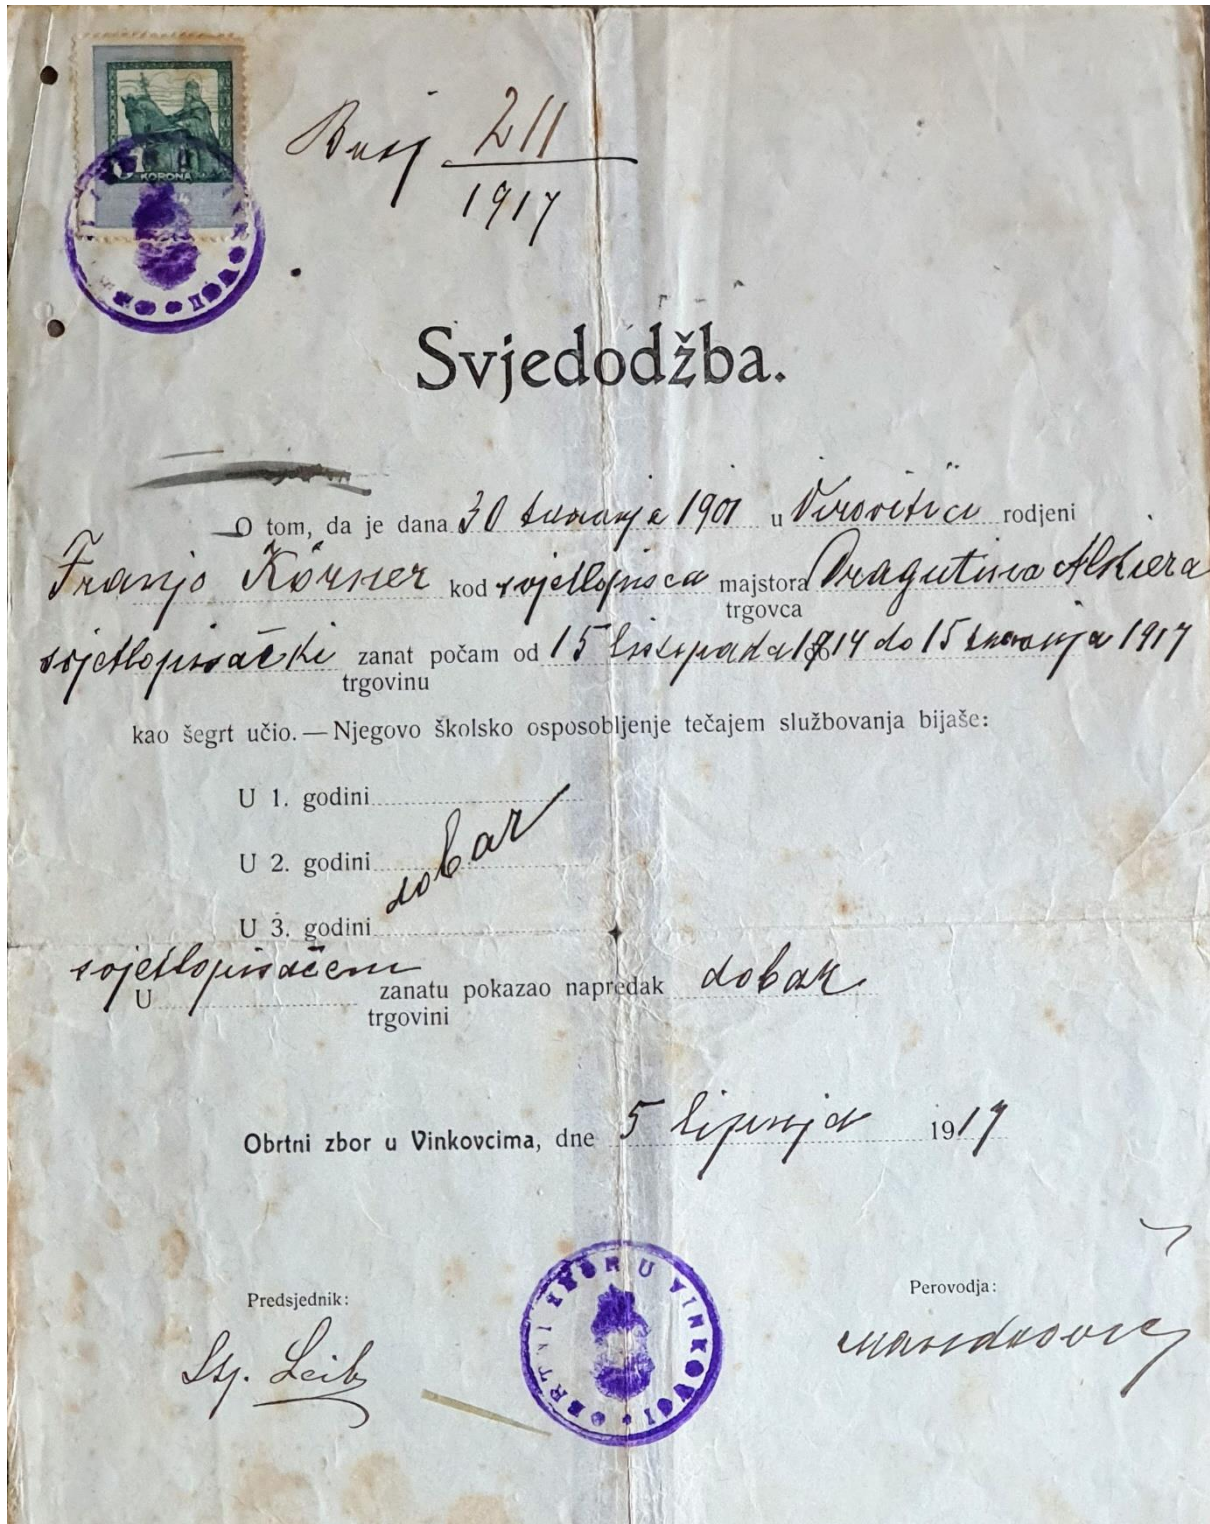 KORONA
Broj 211
1917
Svjedodžba.
O tom, da je dana 30 travnja 1901 u Virovitici rodjeni
Franjo Körner kod svjetlopisca majstora Dragutina Alkiera
trgovca
svjetlopisački zanat počam od 15 listopada 1914 do 15 travnja 1917
trgovinu
kao šegrt učio. — Njegovo školsko osposobljenje tečajem službovanja bijaše:
U 1. godini
U 2. godini dobar
U 3. godini
U svjetlopisačem zanatu pokazao napredak dobar
trgovini
Obrtni zbor u Vinkovcima, dne 5 lipnja 1917
Predsjednik:
Perovodja:
Stj. Leib
OBRTNI ZBOR U VINKOVCI